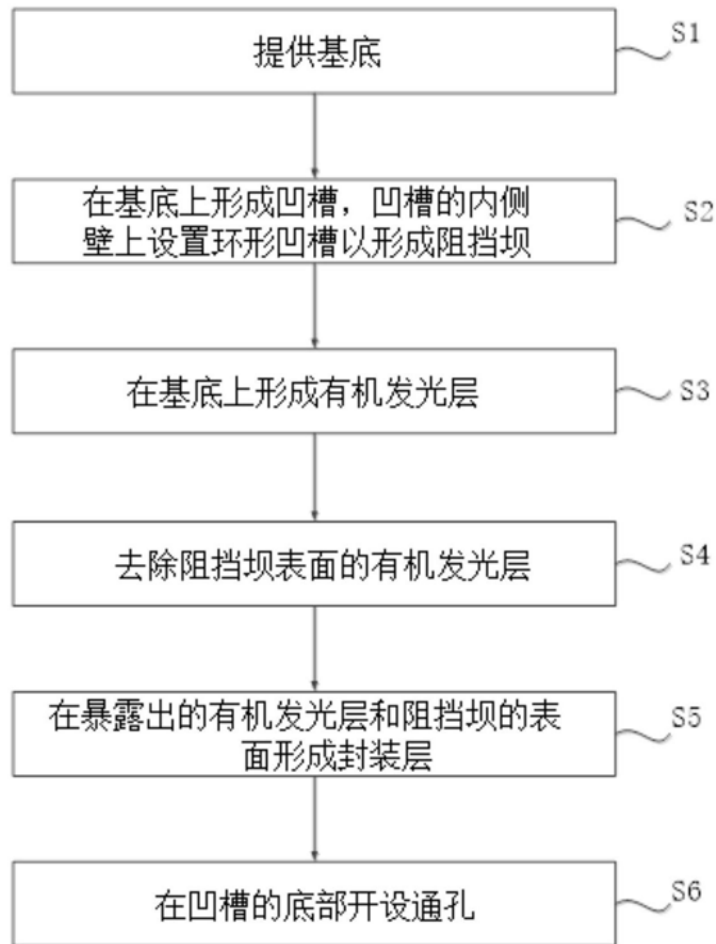 提供基底
S1
在基底上形成凹槽，凹槽的内侧
壁上设置环形凹槽以形成阻挡坝
S2
在基底上形成有机发光层
S3
去除阻挡坝表面的有机发光层
S4
在暴露出的有机发光层和阻挡坝的表
面形成封装层
S5
在凹槽的底部开设通孔
S6